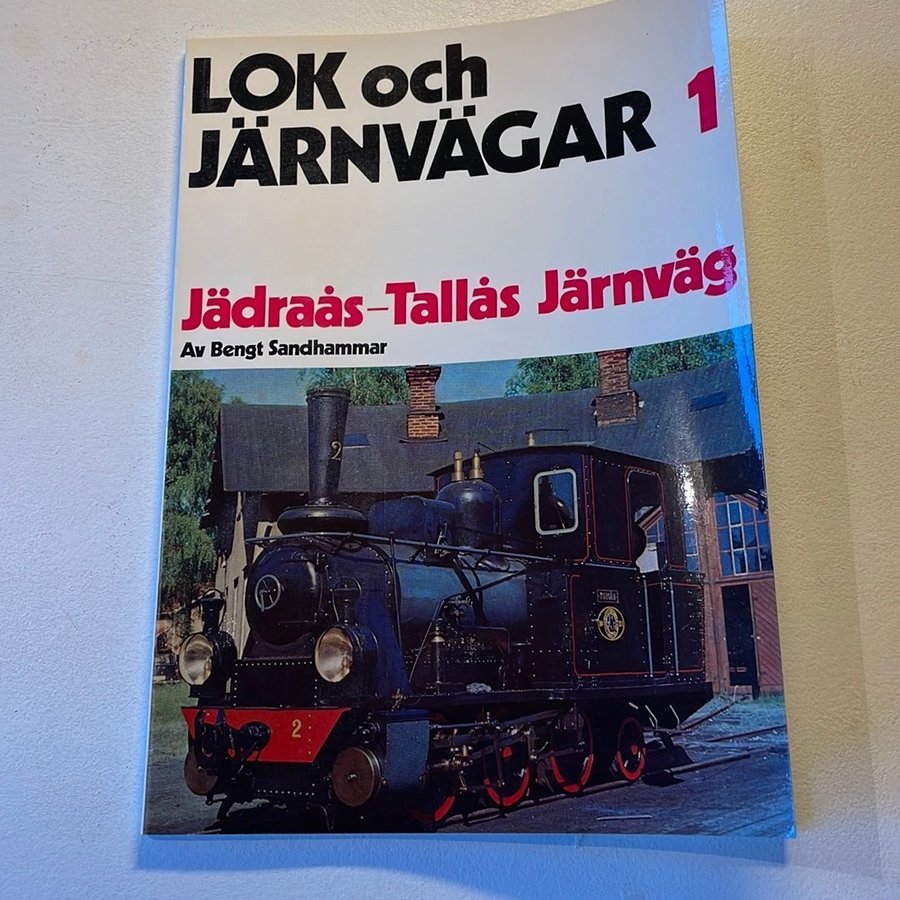 LOK och
JÄRNVÄGAR 1
Jädraås-Tallås Järnväg
Av Bengt Sandhammar
2
2